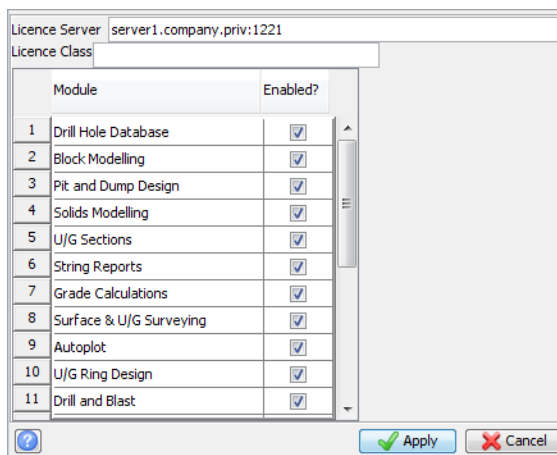 Licence Server server1.company.priv:1221
Licence Class
Module Enabled?
1 Drill Hole Database
2 Block Modelling
3 Pit and Dump Design
4 Solids Modelling
5 U/G Sections
6 String Reports
7 Grade Calculations
8 Surface & U/G Surveying
9 Autoplot
10 U/G Ring Design
11 Drill and Blast
? Apply Cancel